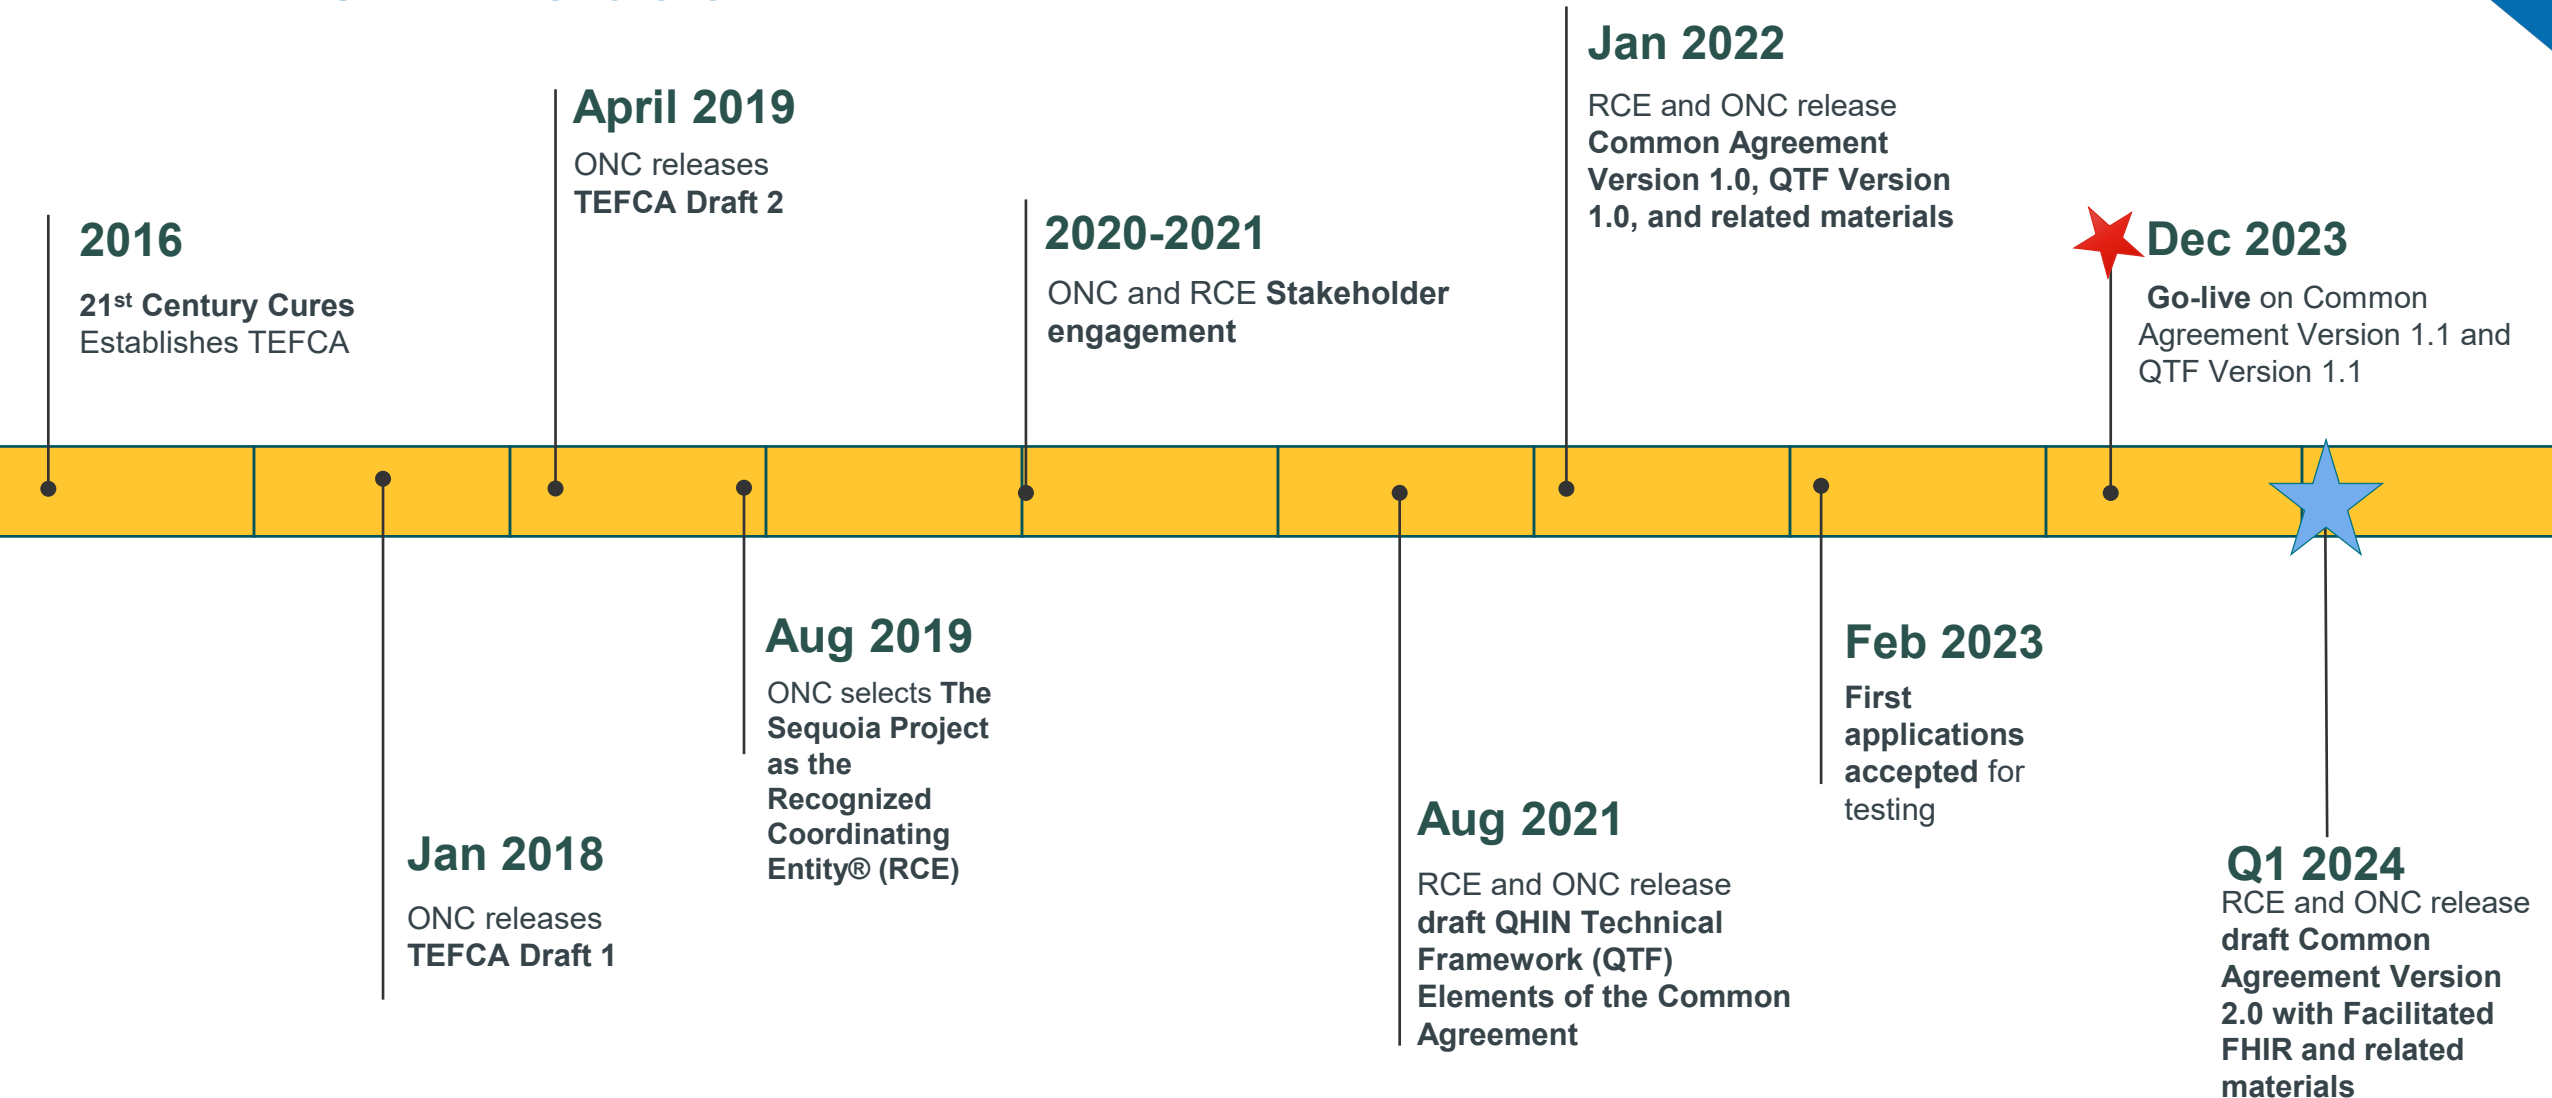 2016
21st Century Cures
Establishes TEFCA
Jan 2018
ONC releases
TEFCA Draft 1
April 2019
ONC releases
TEFCA Draft 2
Aug 2019
ONC selects The
Sequoia Project
as the
Recognized
Coordinating
Entity® (RCE)
2020-2021
ONC and RCE Stakeholder
engagement
Aug 2021
RCE and ONC release
draft QHIN Technical
Framework (QTF)
Elements of the Common
Agreement
Jan 2022
RCE and ONC release
Common Agreement
Version 1.0, QTF Version
1.0, and related materials
Feb 2023
First
applications
accepted for
testing
Dec 2023
Go-live on Common
Agreement Version 1.1 and
QTF Version 1.1
Q1 2024
RCE and ONC release
draft Common
Agreement Version
2.0 with Facilitated
FHIR and related
materials